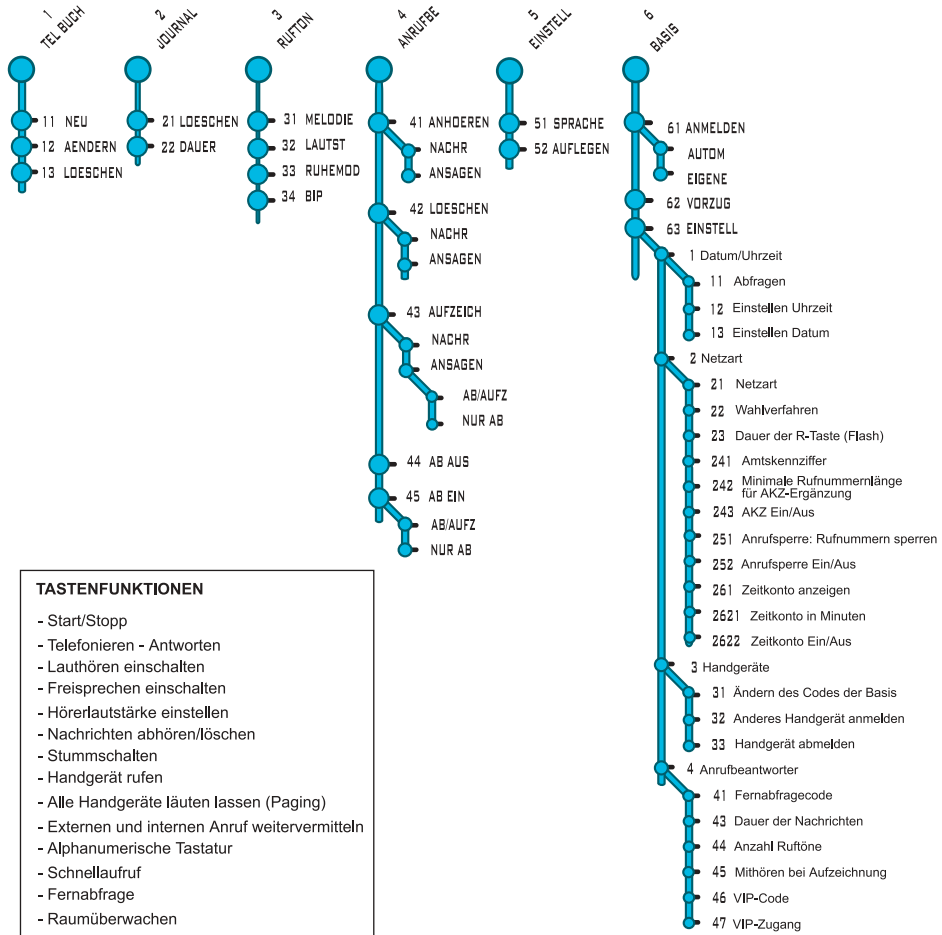 1 TEL BUCH
11 NEU
12 AENDERN
13 LOESCHEN
2 JOURNAL
21 LOESCHEN
22 DAUER
3 RUFTON
31 MELODIE
32 LAUTST
33 RUHEMOD
34 BIP
4 ANRUFBE
41 ANHOEREN
NACHR
ANSAGEN
42 LOESCHEN
NACHR
ANSAGEN
43 AUFZEICH
NACHR
ANSAGEN
AB/AUFZ
NUR AB
44 AB AUS
45 AB EIN
AB/AUFZ
NUR AB
5 EINSTELL
51 SPRACHE
52 AUFLEGEN
6 BASIS
61 ANMELDEN
AUTOM
EIGENE
62 VORZUG
63 EINSTELL
1 Datum/Uhrzeit
11 Abfragen
12 Einstellen Uhrzeit
13 Einstellen Datum
2 Netzart
21 Netzart
22 Wahlverfahren
23 Dauer der R-Taste (Flash)
241 Amtskennziffer
242 Minimale Rufnummernlänge
für AKZ-Ergänzung
243 AKZ Ein/Aus
251 Anrufsperre: Rufnummern sperren
252 Anrufsperre Ein/Aus
261 Zeitkonto anzeigen
2621 Zeitkonto in Minuten
2622 Zeitkonto Ein/Aus
3 Handgeräte
31 Ändern des Codes der Basis
32 Anderes Handgerät anmelden
33 Handgerät abmelden
4 Anrufbeantworter
41 Fernabfragecode
43 Dauer der Nachrichten
44 Anzahl Ruftöne
45 Mithören bei Aufzeichnung
46 VIP-Code
47 VIP-Zugang
TASTENFUNKTIONEN
- Start/Stopp
- Telefonieren - Antworten
- Lauthören einschalten
- Freisprechen einschalten
- Hörerlautstärke einstellen
- Nachrichten abhören/löschen
- Stummschalten
- Handgerät rufen
- Alle Handgeräte läuten lassen (Paging)
- Externen und internen Anruf weitervermitteln
- Alphanumerische Tastatur
- Schnellaufruf
- Fernabfrage
- Raumüberwachen